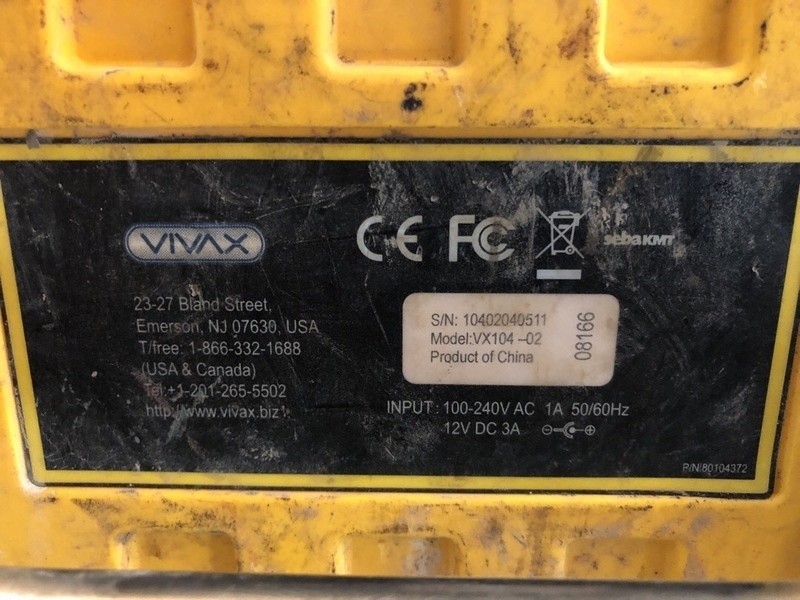 VIVAX
CE FC
sebaKMT
23-27 Bland Street,
Emerson, NJ 07630, USA
T/free: 1-866-332-1688
(USA & Canada)
Tel:+1-201-265-5502
http://www.vivax.biz
S/N: 10402040511
Model:VX104 -02
Product of China
08166
INPUT : 100-240V AC 1A 50/60Hz
12V DC 3A
P/N:80104372